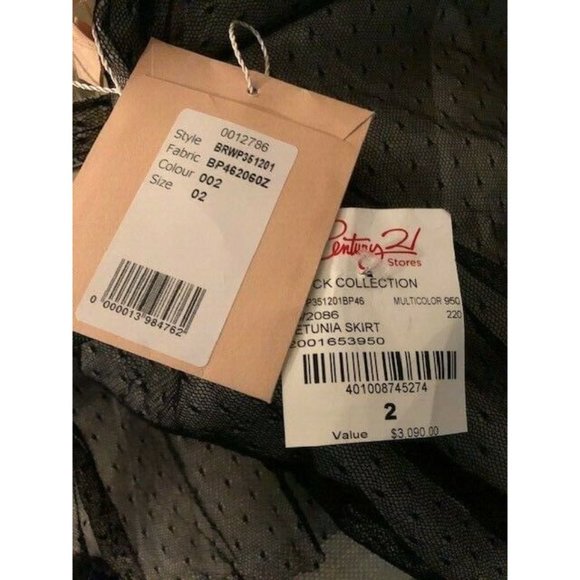 0012786
Style BRWP351201
Fabric BP462060Z
Colour 002
Size 02
0 000013 984762
Century 21
Stores
CK COLLECTION
P351201BP46 MULTICOLOR 950
2086 220
ETUNIA SKIRT
2001653950
401008745274
2
Value $3,090.00